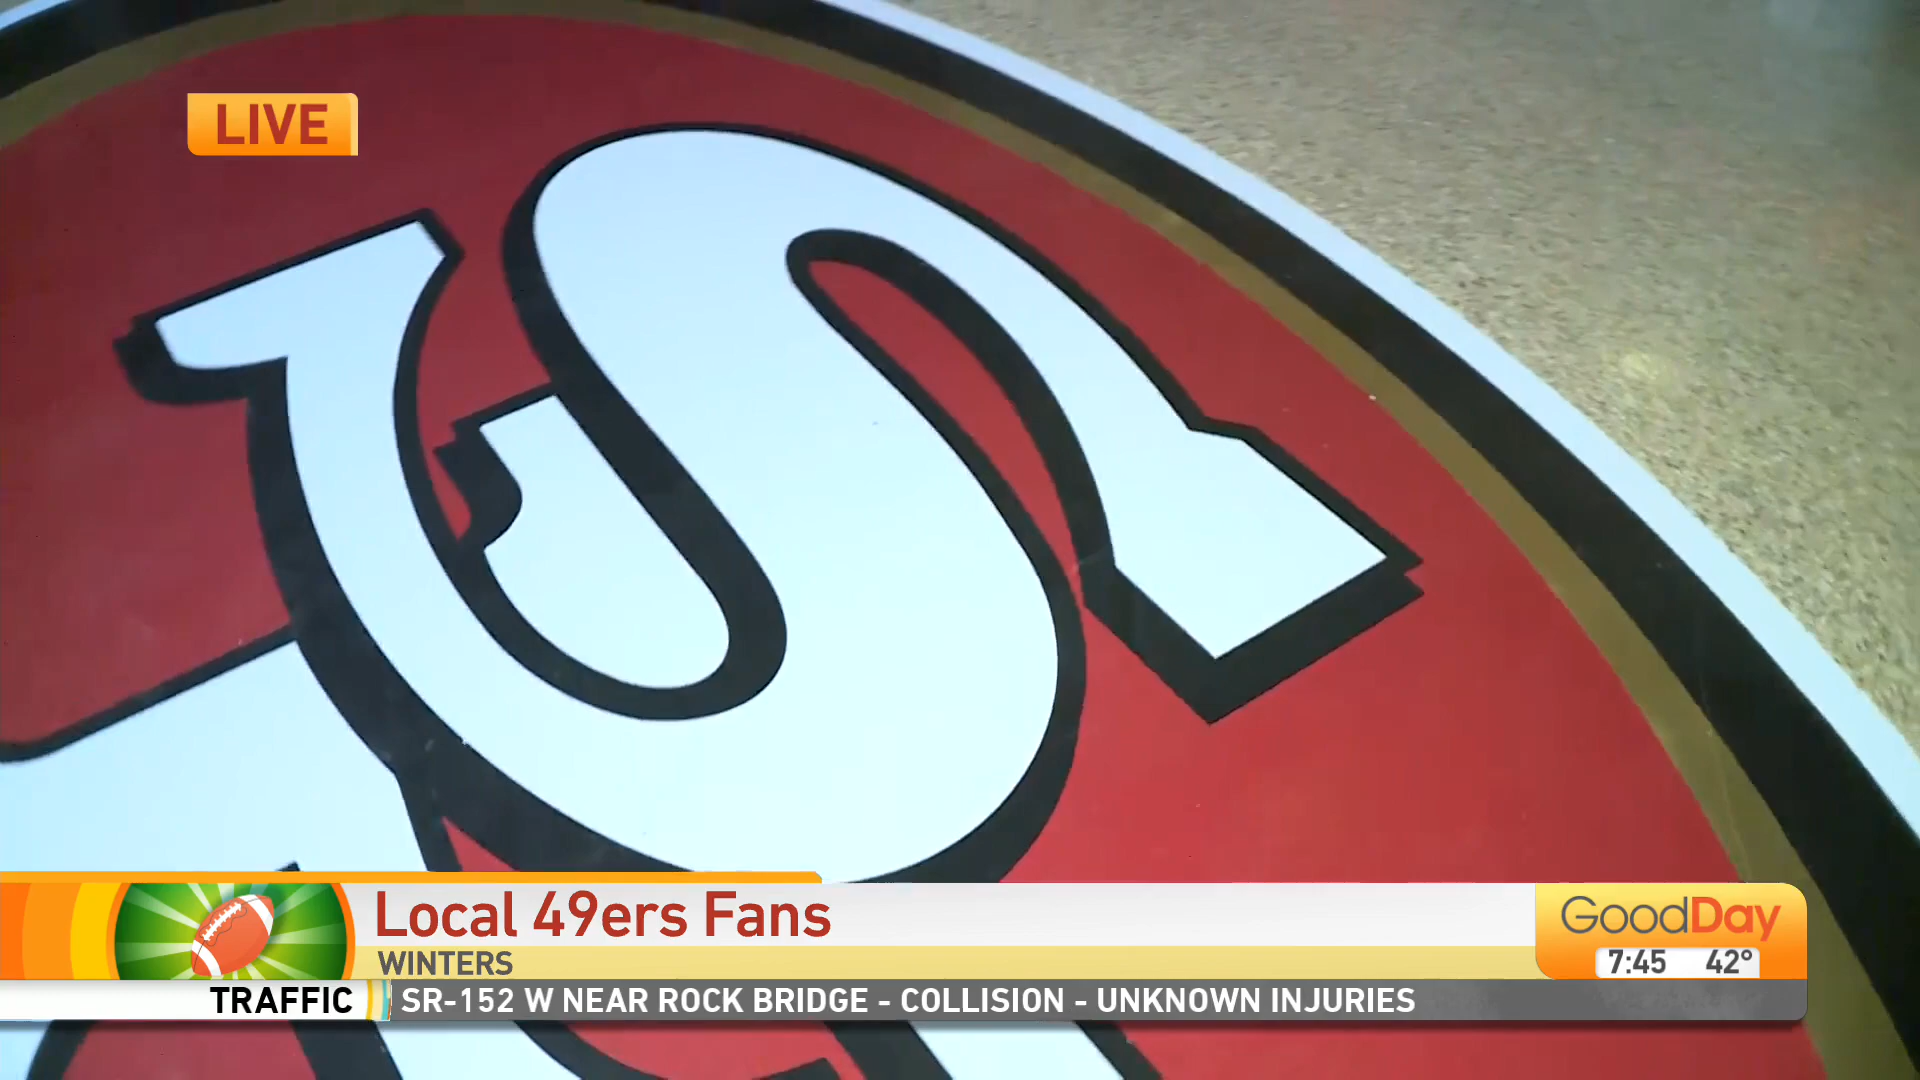 LIVE
Local 49ers Fans
WINTERS
GoodDay
7:45 42°
TRAFFIC
SR-152 W NEAR ROCK BRIDGE - COLLISION - UNKNOWN INJURIES